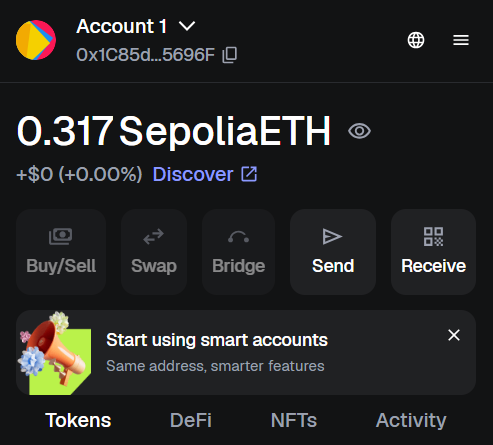 Account 1
0x1C85d...5696F
0.317 SepoliaETH
+$0 (+0.00%) Discover
Buy/Sell Swap Bridge Send Receive
Start using smart accounts
Same address, smarter features
Tokens DeFi NFTs Activity